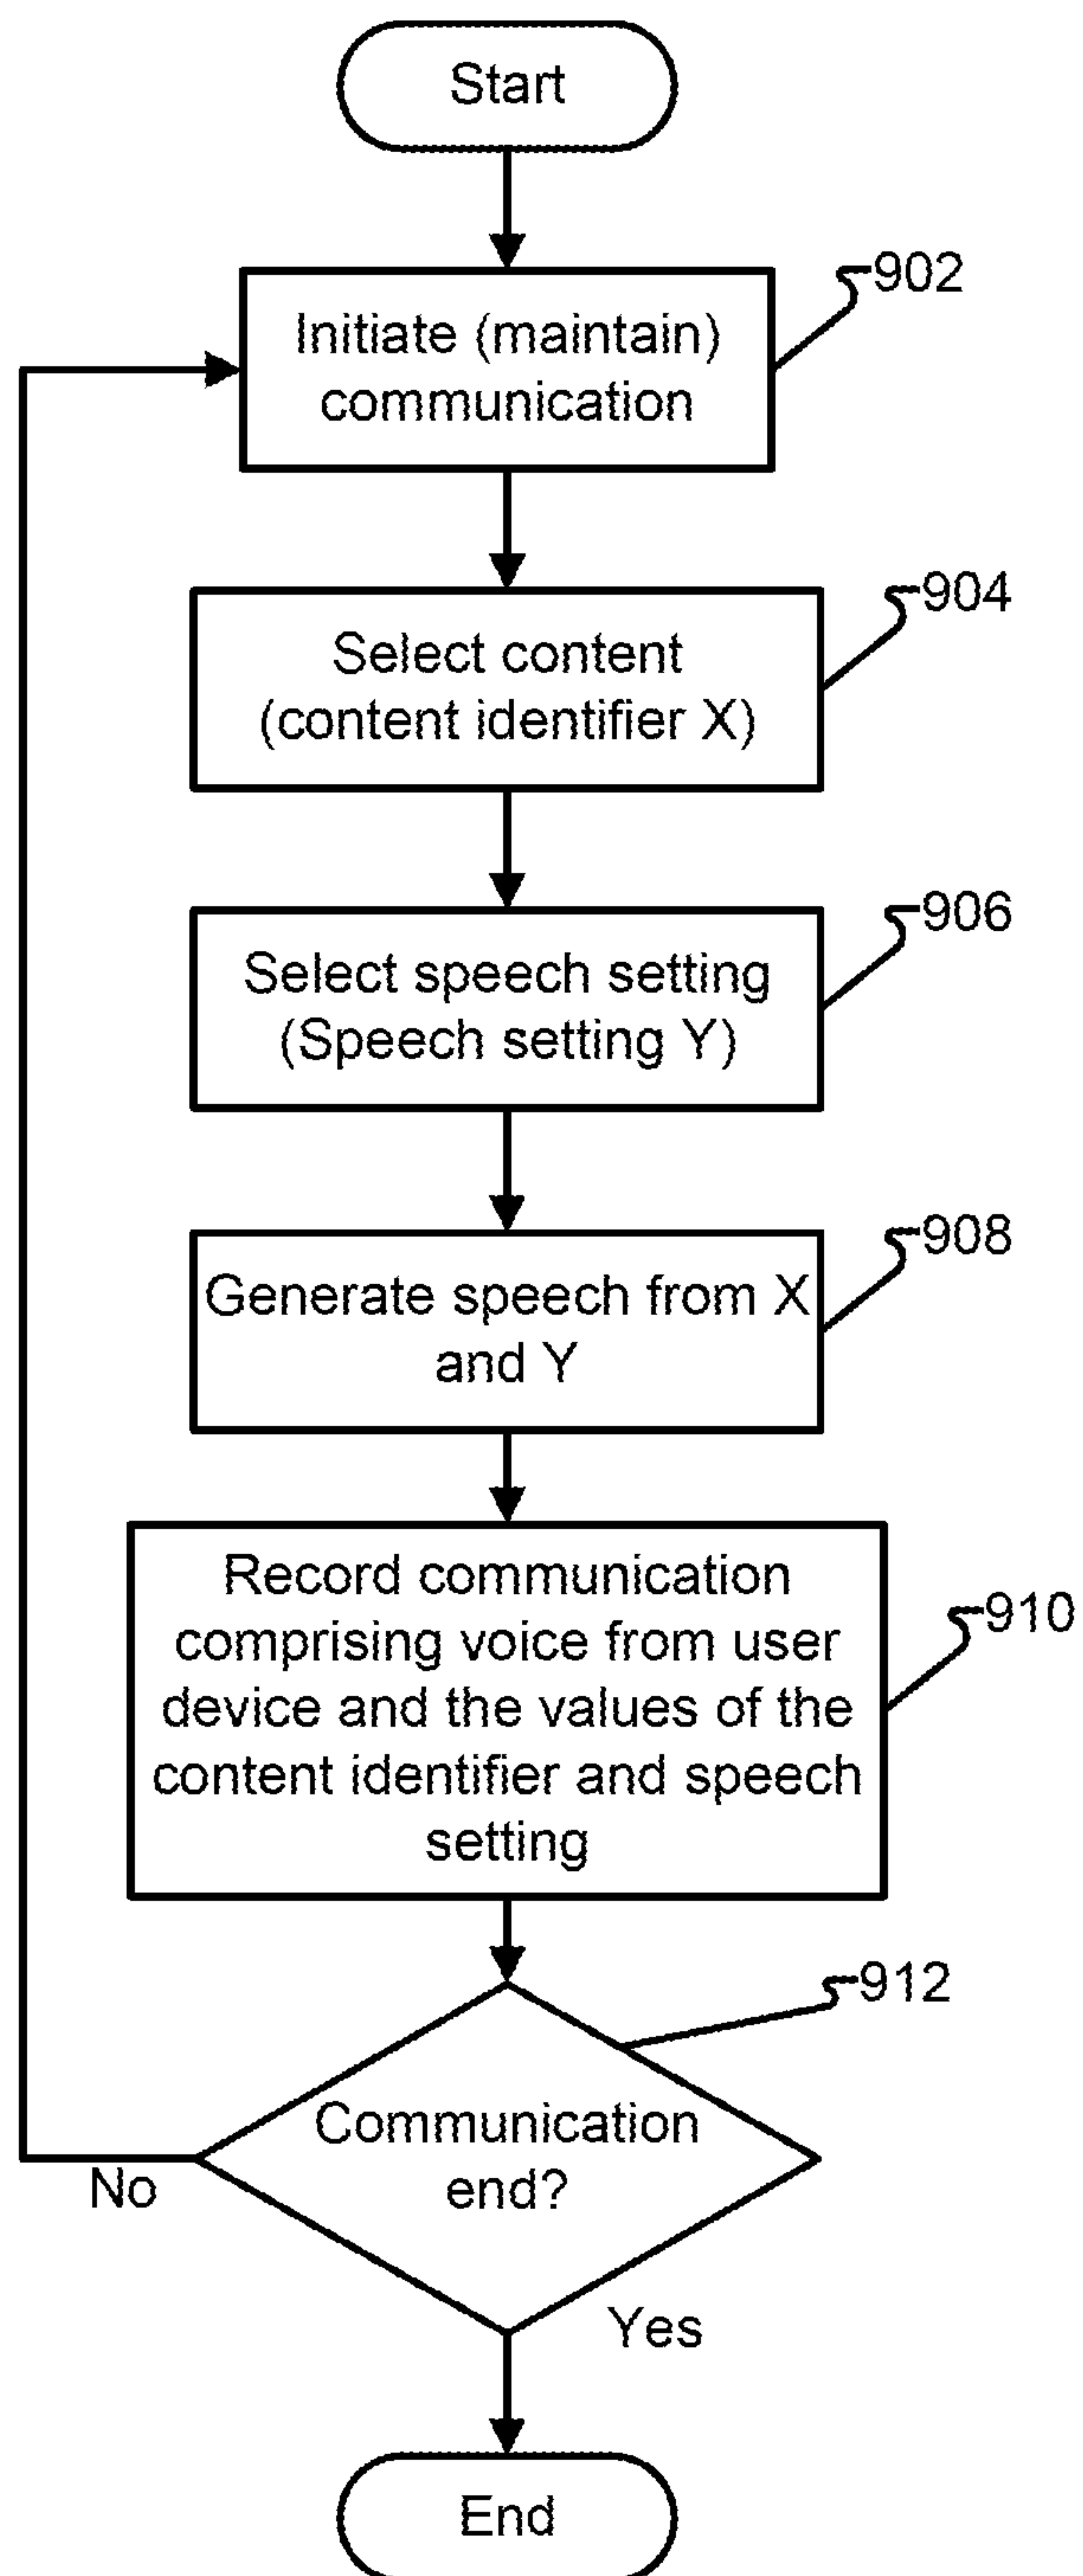 Start
902
Initiate (maintain)
communication
904
Select content
(content identifier X)
906
Select speech setting
(Speech setting Y)
908
Generate speech from X
and Y
910
Record communication
comprising voice from user
device and the values of the
content identifier and speech
setting
912
Communication
end?
No
Yes
End